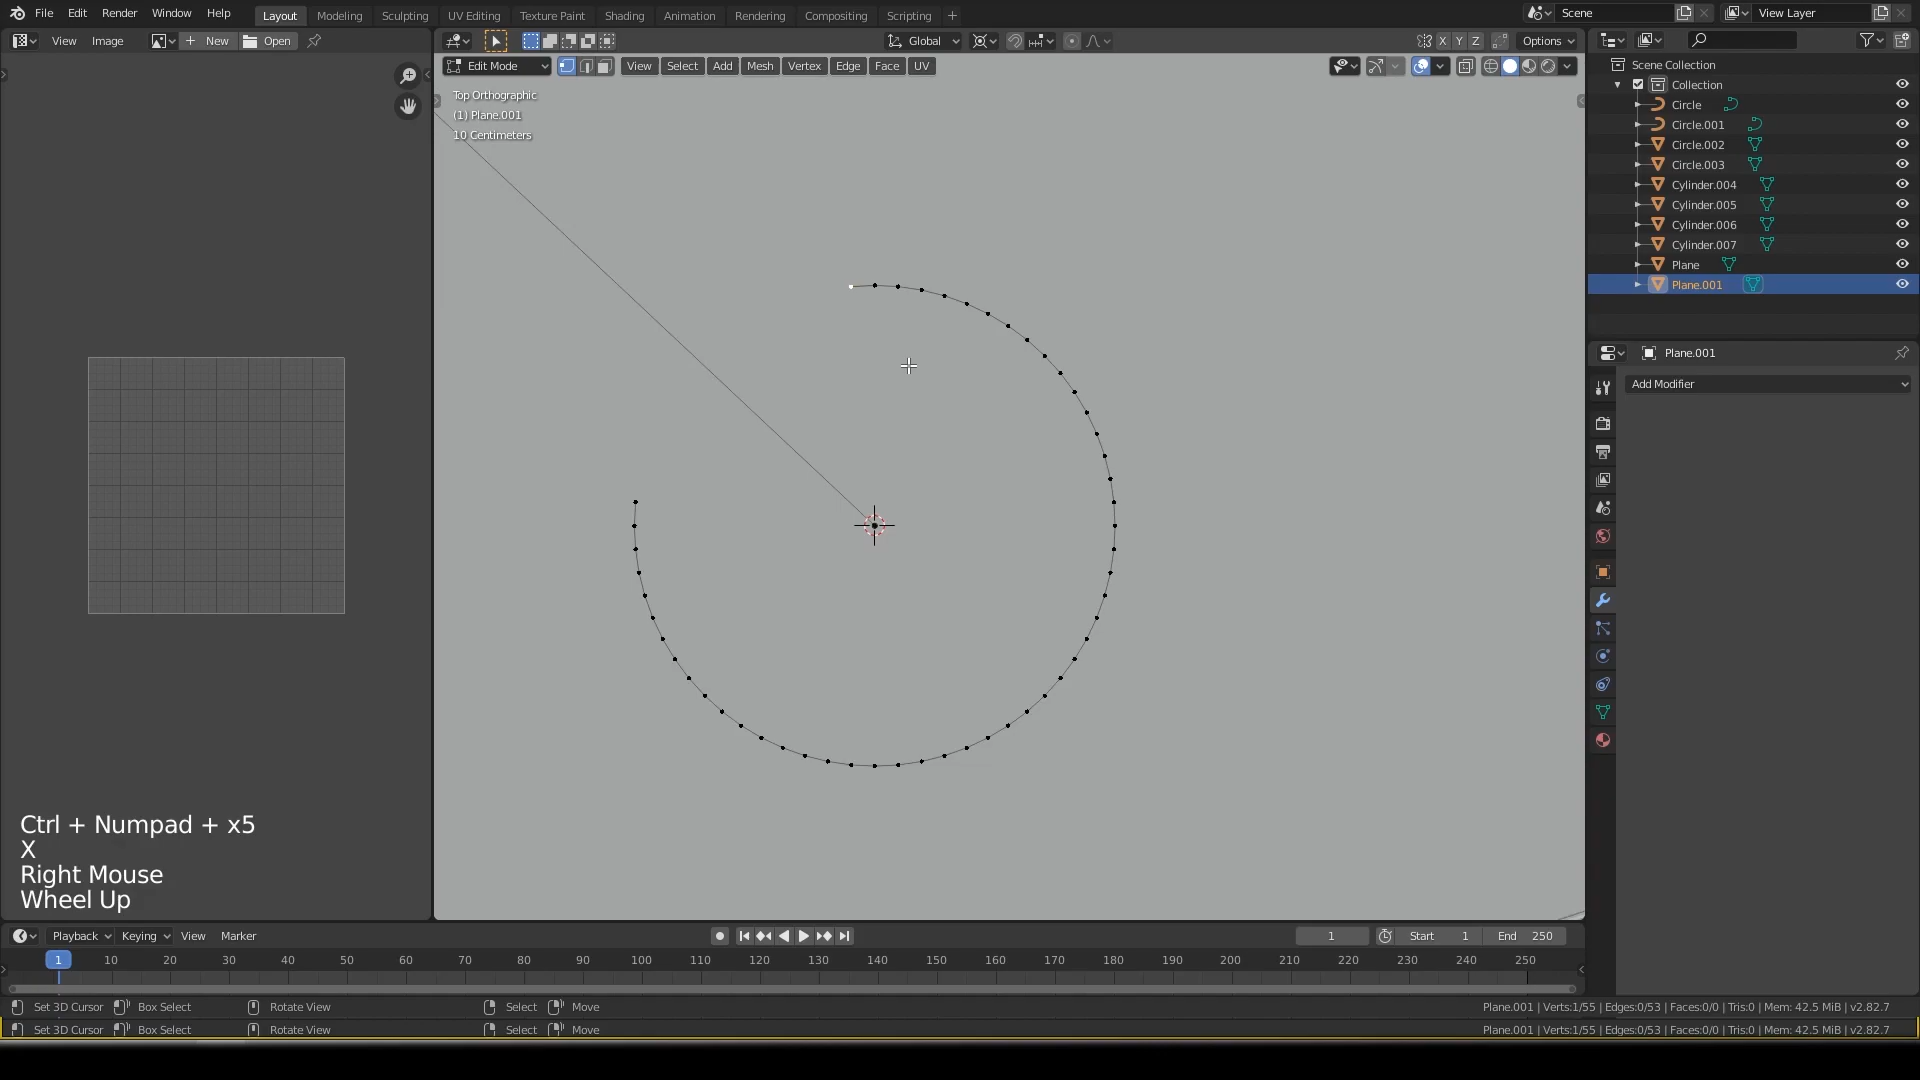 File Edit Render Window Help Layout Modeling Sculpting UV Editing Texture Paint Shading Animation Rendering Compositing Scripting + Scene View Layer
View Image + New Open Global X Y Z Options
Edit Mode View Select Add Mesh Vertex Edge Face UV
Top Orthographic
(1) Plane.001
10 Centimeters
Scene Collection
Collection
Circle
Circle.001
Circle.002
Circle.003
Cylinder.004
Cylinder.005
Cylinder.006
Cylinder.007
Plane
Plane.001
Plane.001
Add Modifier
Ctrl + Numpad + x5
X
Right Mouse
Wheel Up
Playback Keying View Marker 1 Start 1 End 250
1 10 20 30 40 50 60 70 80 90 100 110 120 130 140 150 160 170 180 190 200 210 220 230 240 250
Set 3D Cursor Box Select Rotate View Select Move Plane.001 | Verts:1/55 | Edges:0/53 | Faces:0/0 | Tris:0 | Mem: 42.5 MiB | v2.82.7
Set 3D Cursor Box Select Rotate View Select Move Plane.001 | Verts:1/55 | Edges:0/53 | Faces:0/0 | Tris:0 | Mem: 42.5 MiB | v2.82.7